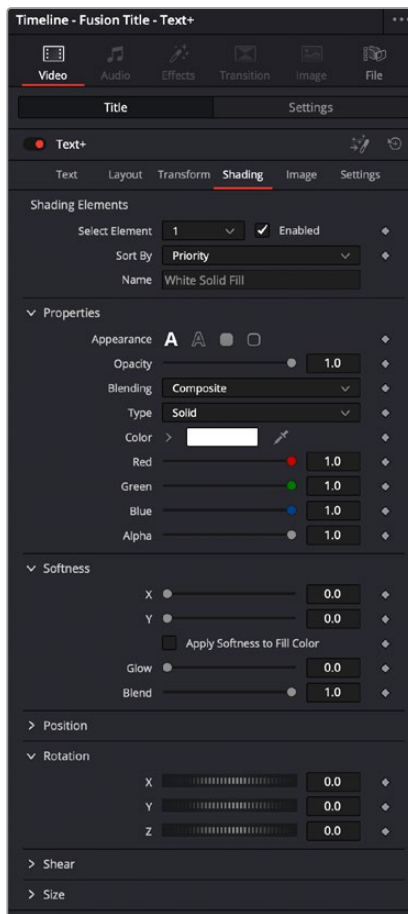 Timeline - Fusion Title - Text+
Video Audio Effects Transition Image File
Title Settings
Text+
Text Layout Transform Shading Image Settings
Shading Elements
Select Element 1 Enabled
Sort By Priority
Name White Solid Fill
Properties
Appearance A A
Opacity 1.0
Blending Composite
Type Solid
Color
Red 1.0
Green 1.0
Blue 1.0
Alpha 1.0
Softness
X 0.0
Y 0.0
Apply Softness to Fill Color
Glow 0.0
Blend 1.0
Position
Rotation
X 0.0
Y 0.0
Z 0.0
Shear
Size